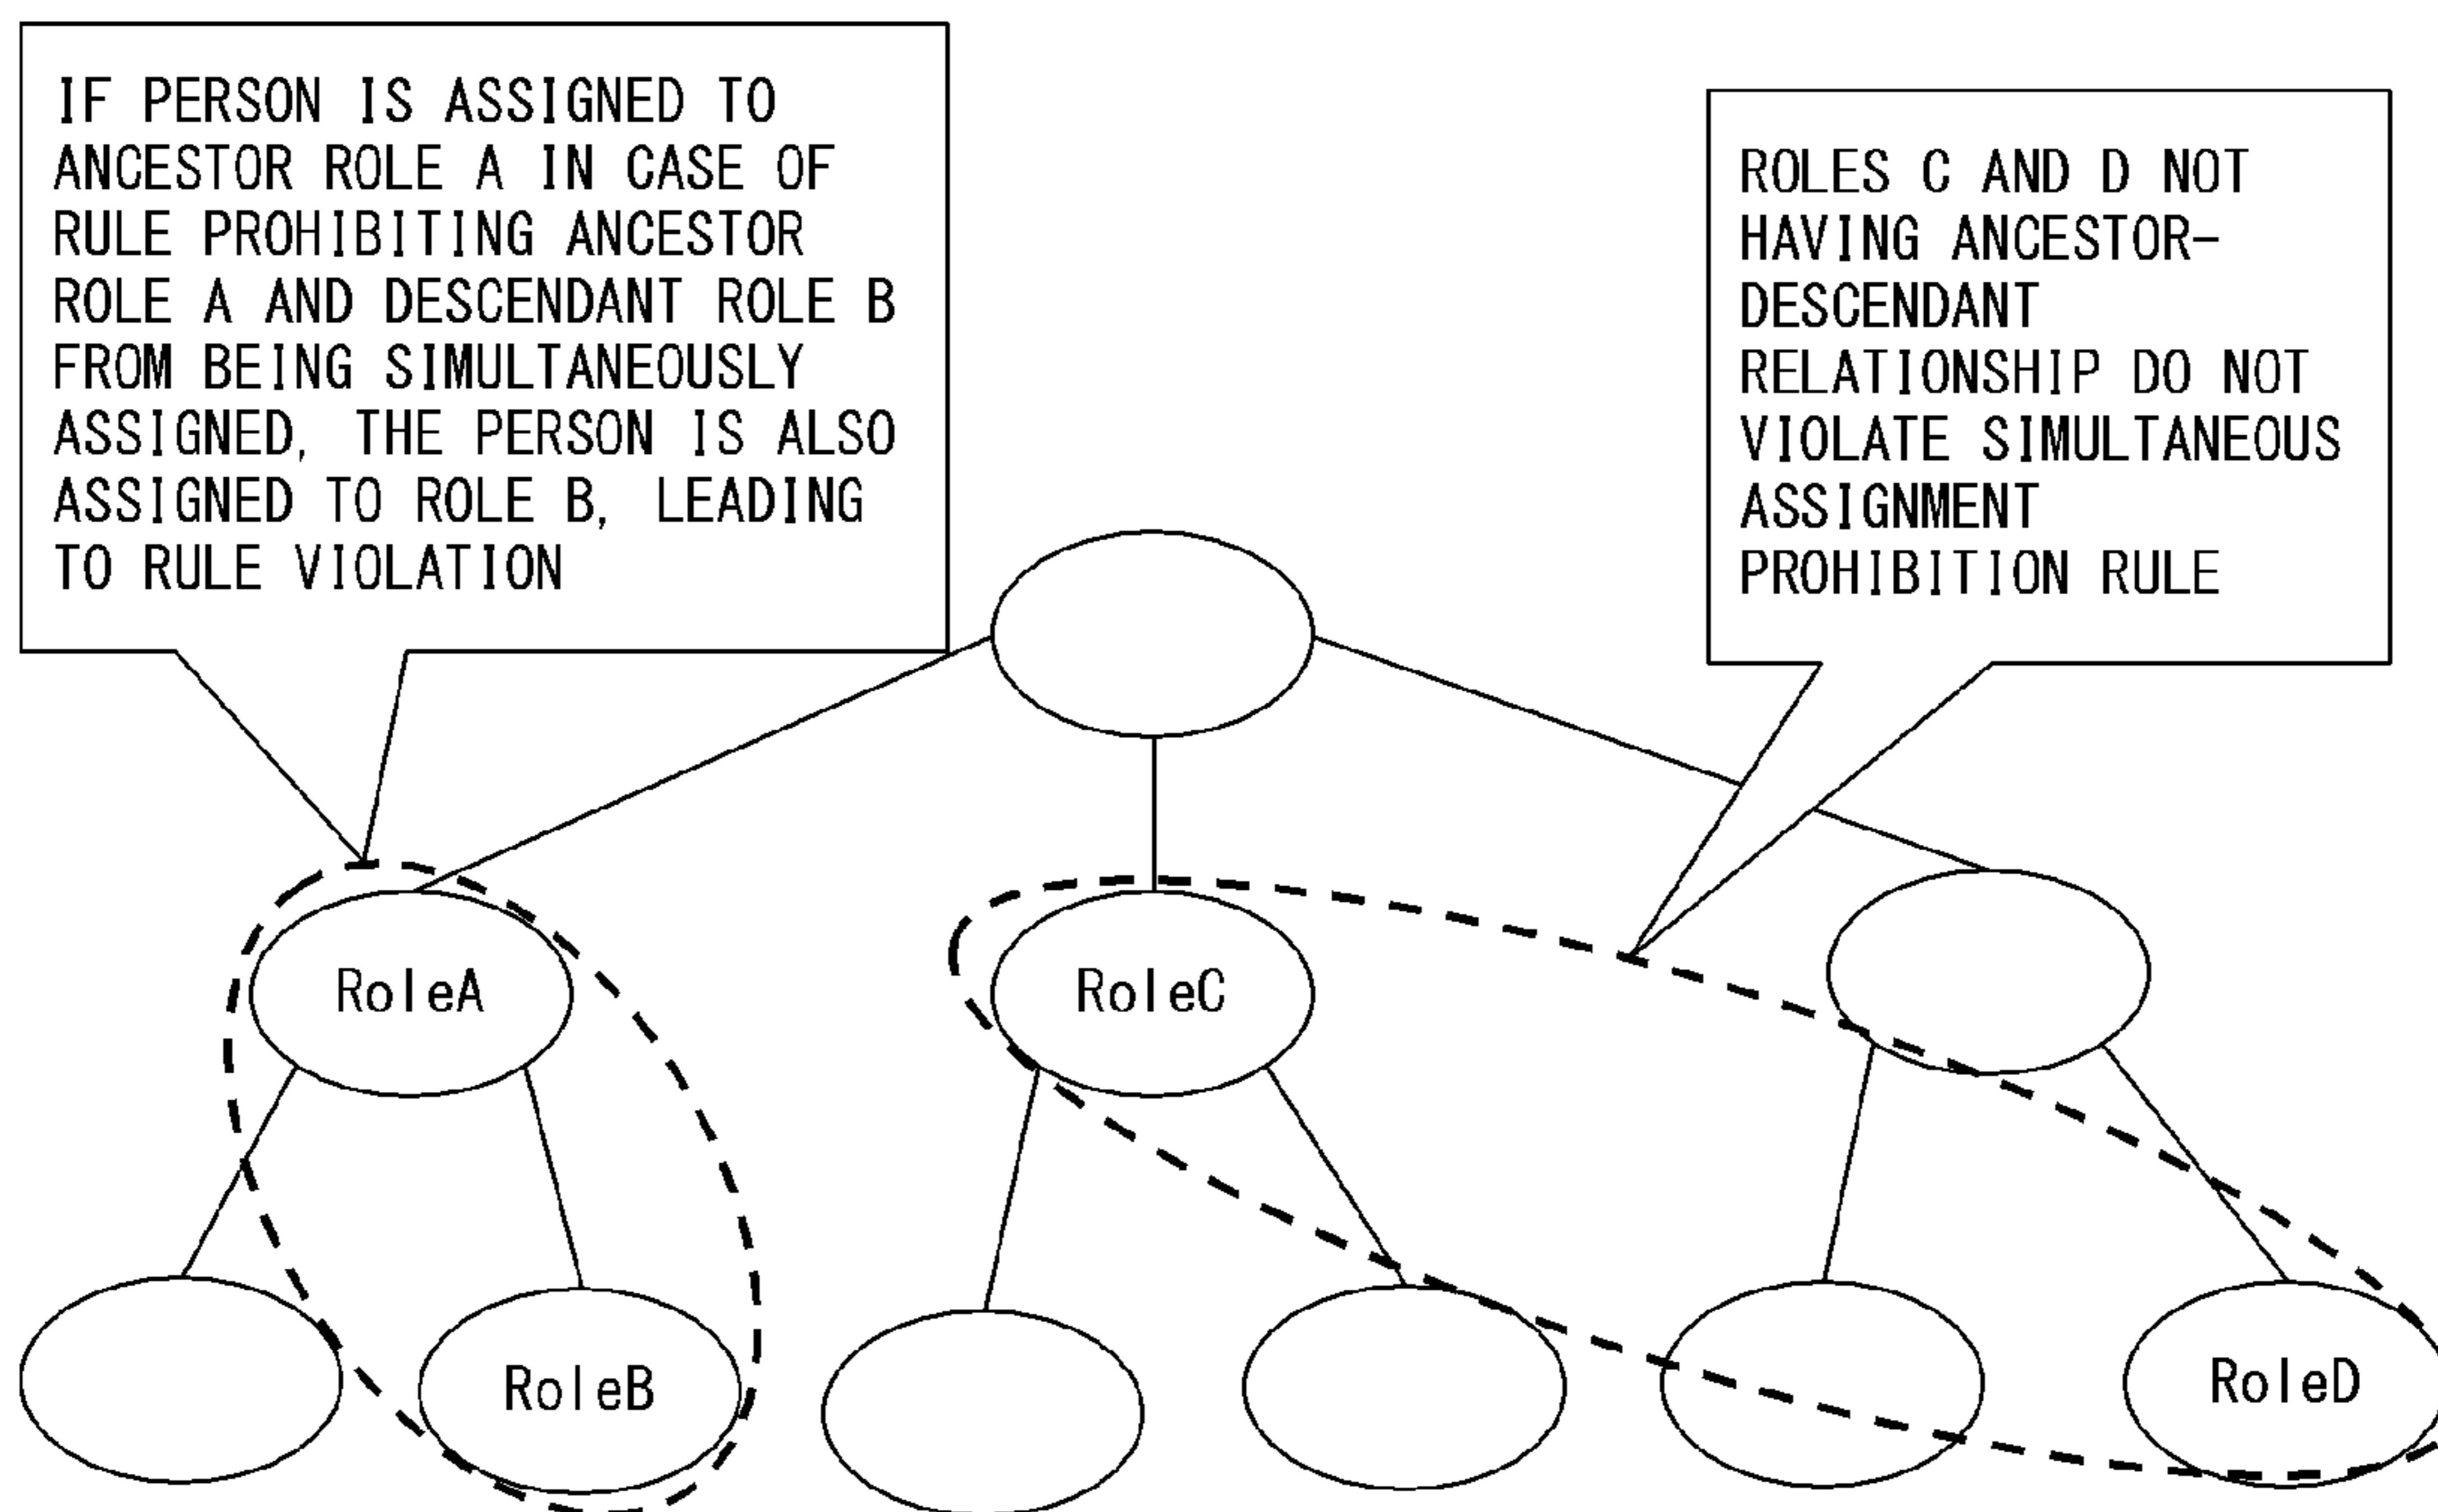 IF PERSON IS ASSIGNED TO
ANCESTOR ROLE A IN CASE OF
RULE PROHIBITING ANCESTOR
ROLE A AND DESCENDANT ROLE B
FROM BEING SIMULTANEOUSLY
ASSIGNED, THE PERSON IS ALSO
ASSIGNED TO ROLE B, LEADING
TO RULE VIOLATION
ROLES C AND D NOT
HAVING ANCESTOR-
DESCENDANT
RELATIONSHIP DO NOT
VIOLATE SIMULTANEOUS
ASSIGNMENT
PROHIBITION RULE
RoleA
RoleC
RoleB
RoleD